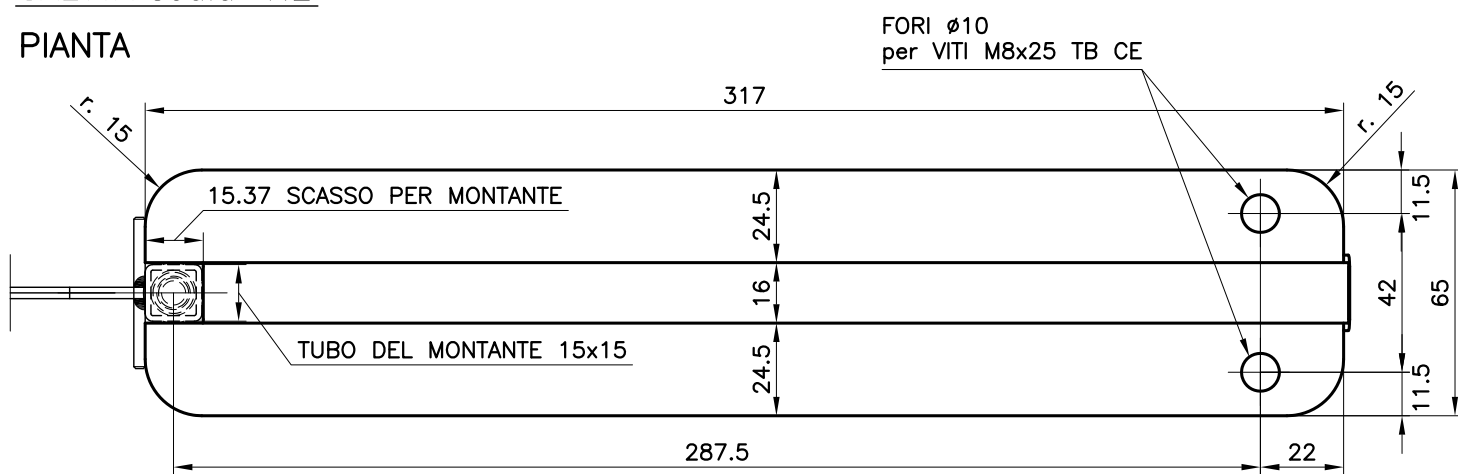 PIANTA
FORI ø10
per VITI M8x25 TB CE
317
r. 15
r. 15
15.37 SCASSO PER MONTANTE
24.5
11.5
16
42
65
TUBO DEL MONTANTE 15x15
24.5
11.5
287.5
22